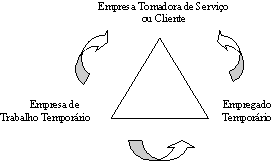 Empresa Tomadora de Serviço
ou Cliente
Empresa de
Trabalho Temporário
Empregado
Temporário